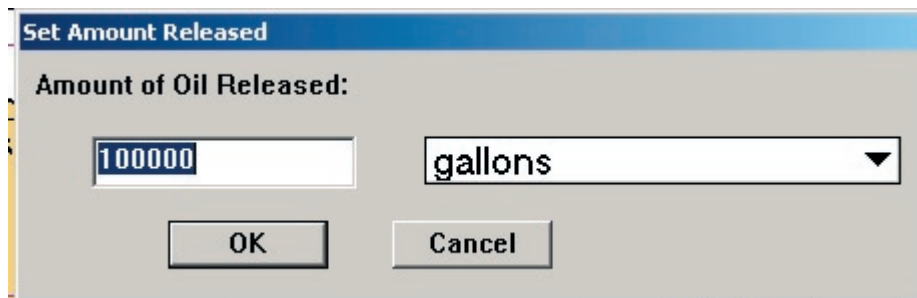 Set Amount Released
Amount of Oil Released:
100000 gallons
OK Cancel